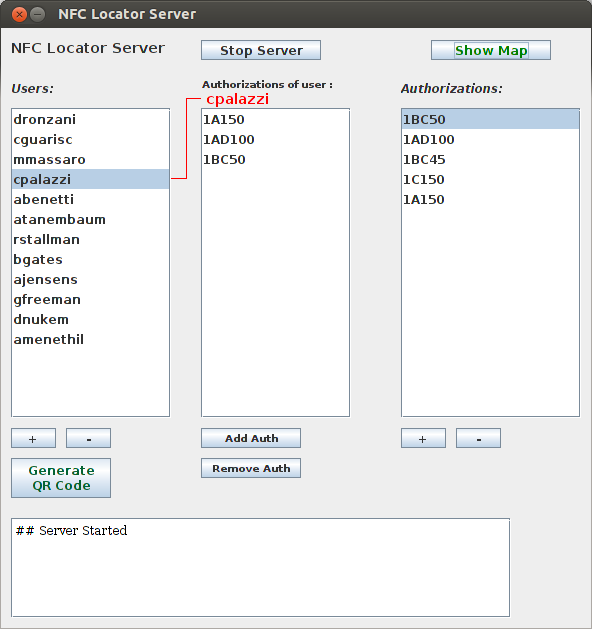 NFC Locator Server
NFC Locator Server
Stop Server
Show Map
Users:
dronzani
cguarisc
mmassaro
cpalazzi
abenetti
atanembaum
rstallman
bgates
ajensens
gfreeman
dnukem
amenethil
+
-
Generate
QR Code
Authorizations of user :
cpalazzi
1A150
1AD100
1BC50
Add Auth
Remove Auth
Authorizations:
1BC50
1AD100
1BC45
1C150
1A150
+
-
## Server Started